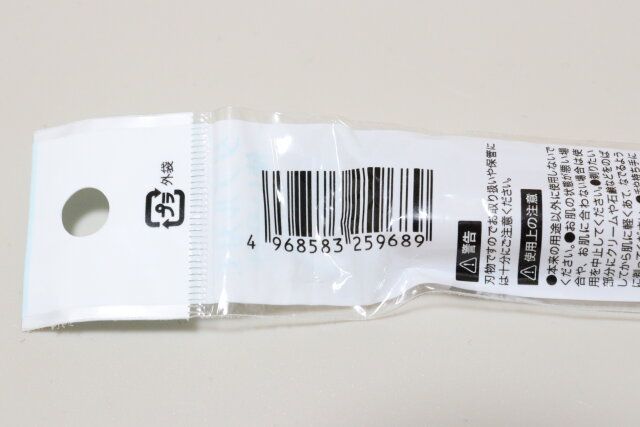 プラ
外袋
4 968583 259689
警告
刃物ですのでお取り扱いや保管に
は十分にご注意ください。
使用上の注意
●本来の用途以外に使用しないで
ください。●お肌の状態が悪い場
合や、お肌に合わない場合は使
用を中止してください。●剃りたい
部分にクリームや石鹸などをのば
してから肌に軽くあて、なでるよう